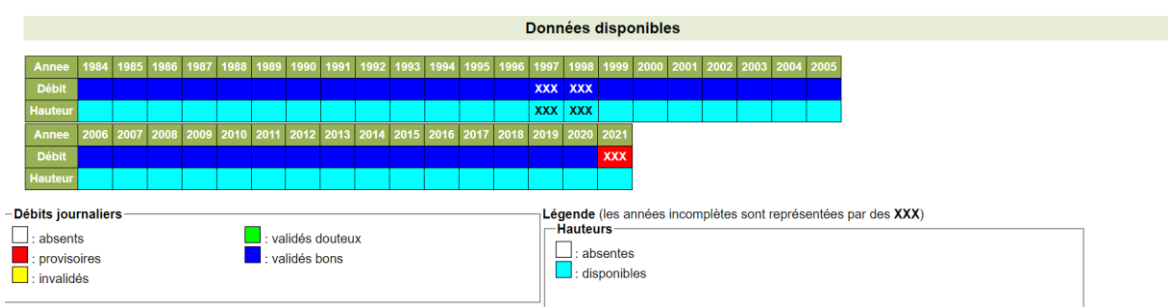 Données disponibles
Annee 1984 1985 1986 1987 1988 1989 1990 1991 1992 1993 1994 1995 1996 1997 1998 1999 2000 2001 2002 2003 2004 2005
Débit XXX XXX
Hauteur XXX XXX
Annee 2006 2007 2008 2009 2010 2011 2012 2013 2014 2015 2016 2017 2018 2019 2020 2021
Débit XXX
Hauteur
Débits journaliers
: absents : validés douteux
: provisoires : validés bons
: invalidés
Légende (les années incomplètes sont représentées par des XXX)
Hauteurs
: absentes
: disponibles